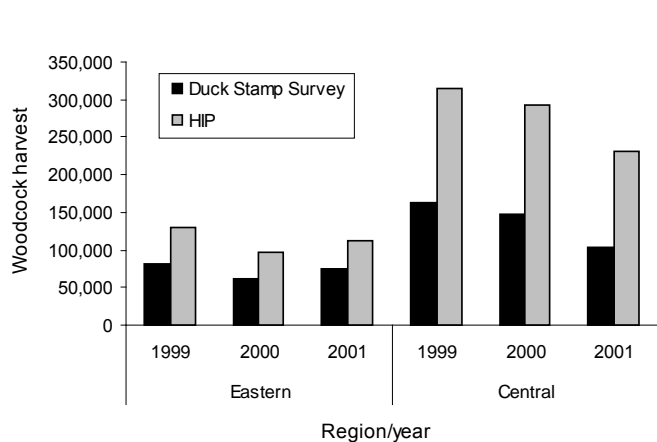 350,000
300,000
250,000
200,000
150,000
100,000
50,000
0
Woodcock harvest
Duck Stamp Survey
HIP
1999 2000 2001 1999 2000 2001
Eastern Central
Region/year